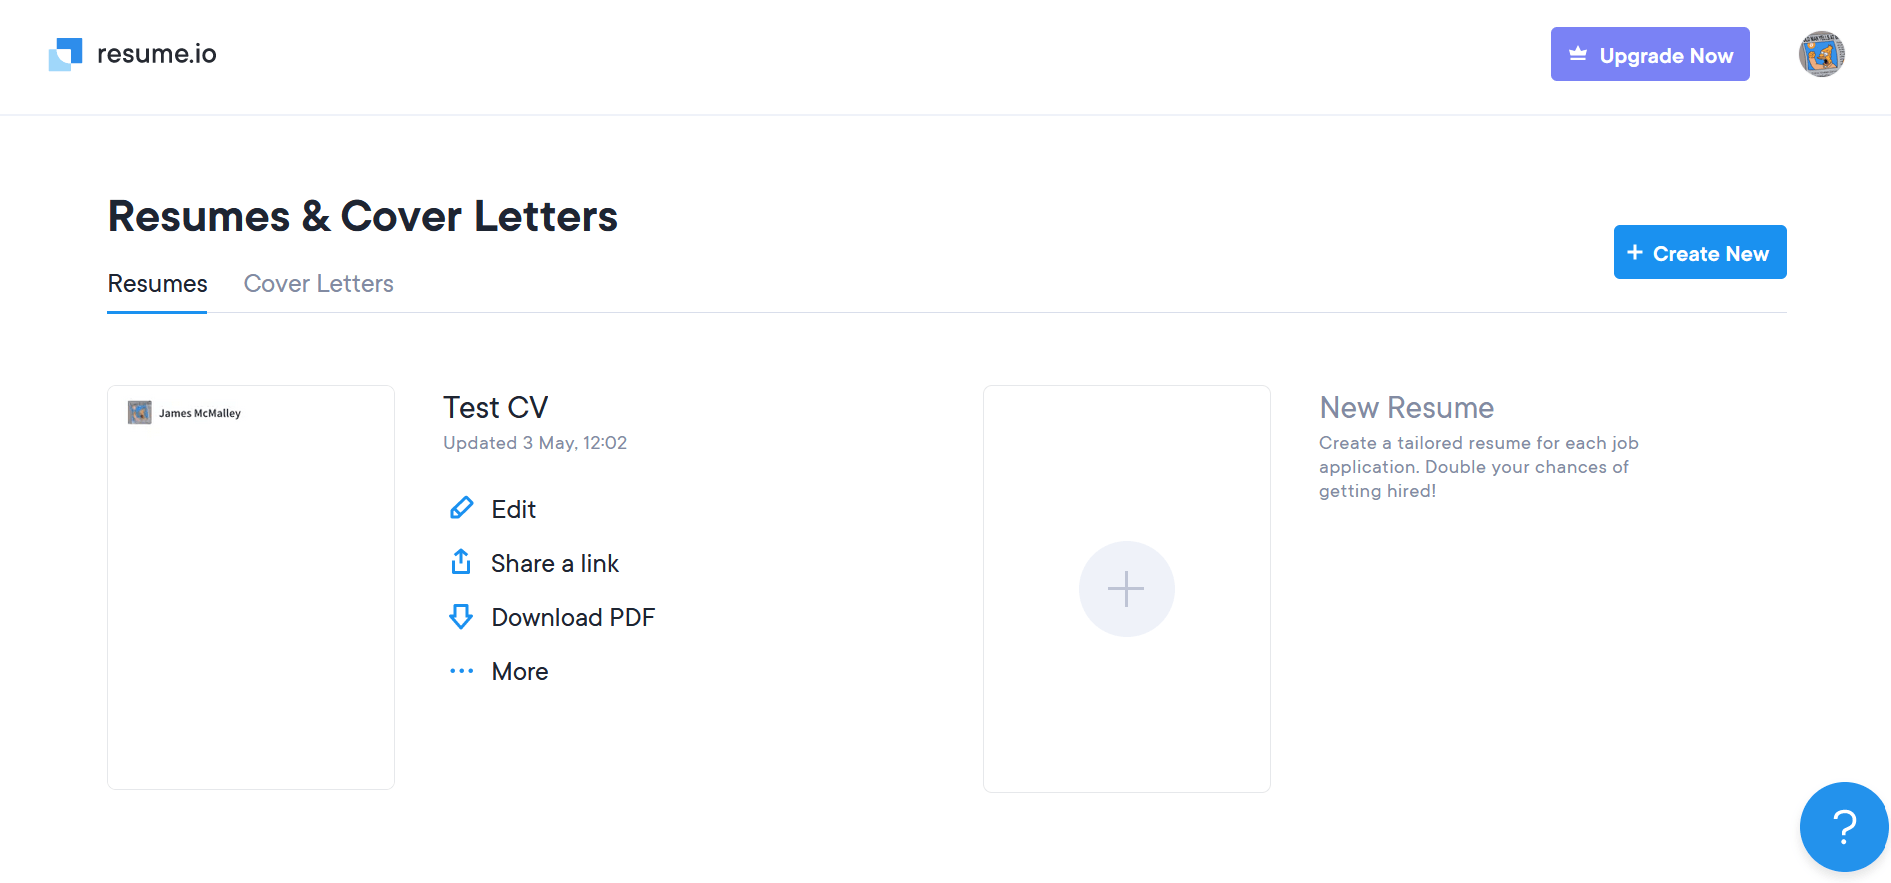 resume.io
Upgrade Now
Resumes & Cover Letters
Create New
Resumes
Cover Letters
James McMalley
Test CV
Updated 3 May, 12:02
Edit
Share a link
Download PDF
More
New Resume
Create a tailored resume for each job
application. Double your chances of
getting hired!
?